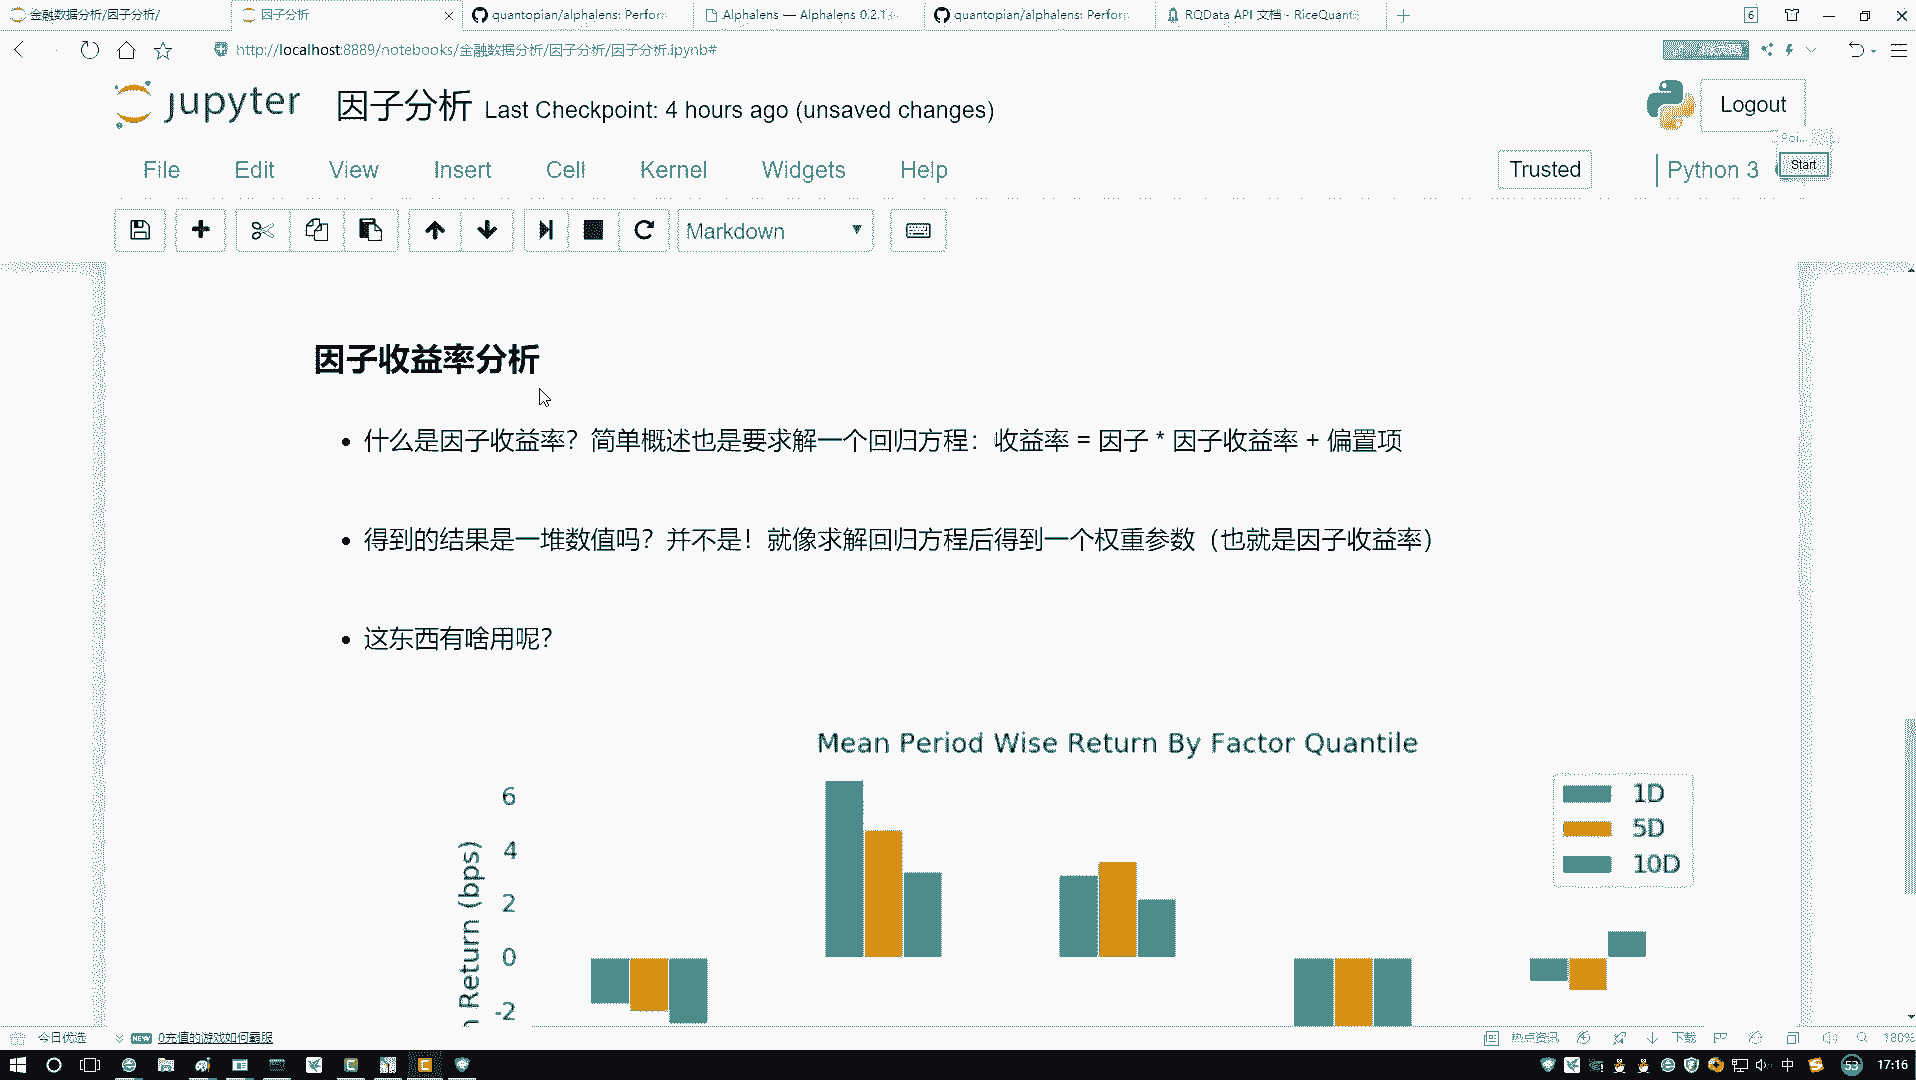 金融数据分析/因子分析/
因子分析
quantopian/alphalens: Perfor
Alphalens — Alphalens 0.2.1
quantopian/alphalens: Perfor
RQData API 文档 - RiceQuant
6
http://localhost:8889/notebooks/金融数据分析/因子分析/因子分析.ipynb#
jupyter
因子分析 Last Checkpoint: 4 hours ago (unsaved changes)
Logout
File Edit View Insert Cell Kernel Widgets Help
Trusted
Python 3
Start
Markdown
因子收益率分析
什么是因子收益率？简单概述也是要求解一个回归方程：收益率 = 因子 * 因子收益率 + 偏置项
得到的结果是一堆数值吗？并不是！就像求解回归方程后得到一个权重参数（也就是因子收益率）
这东西有啥用呢？
Mean Period Wise Return By Factor Quantile
1D
5D
10D
6
4
2
0
-2
Return (bps)
今日优选
NEW
0充值的游戏如何霸服
热点资讯
下载
180%
中
53
17:16